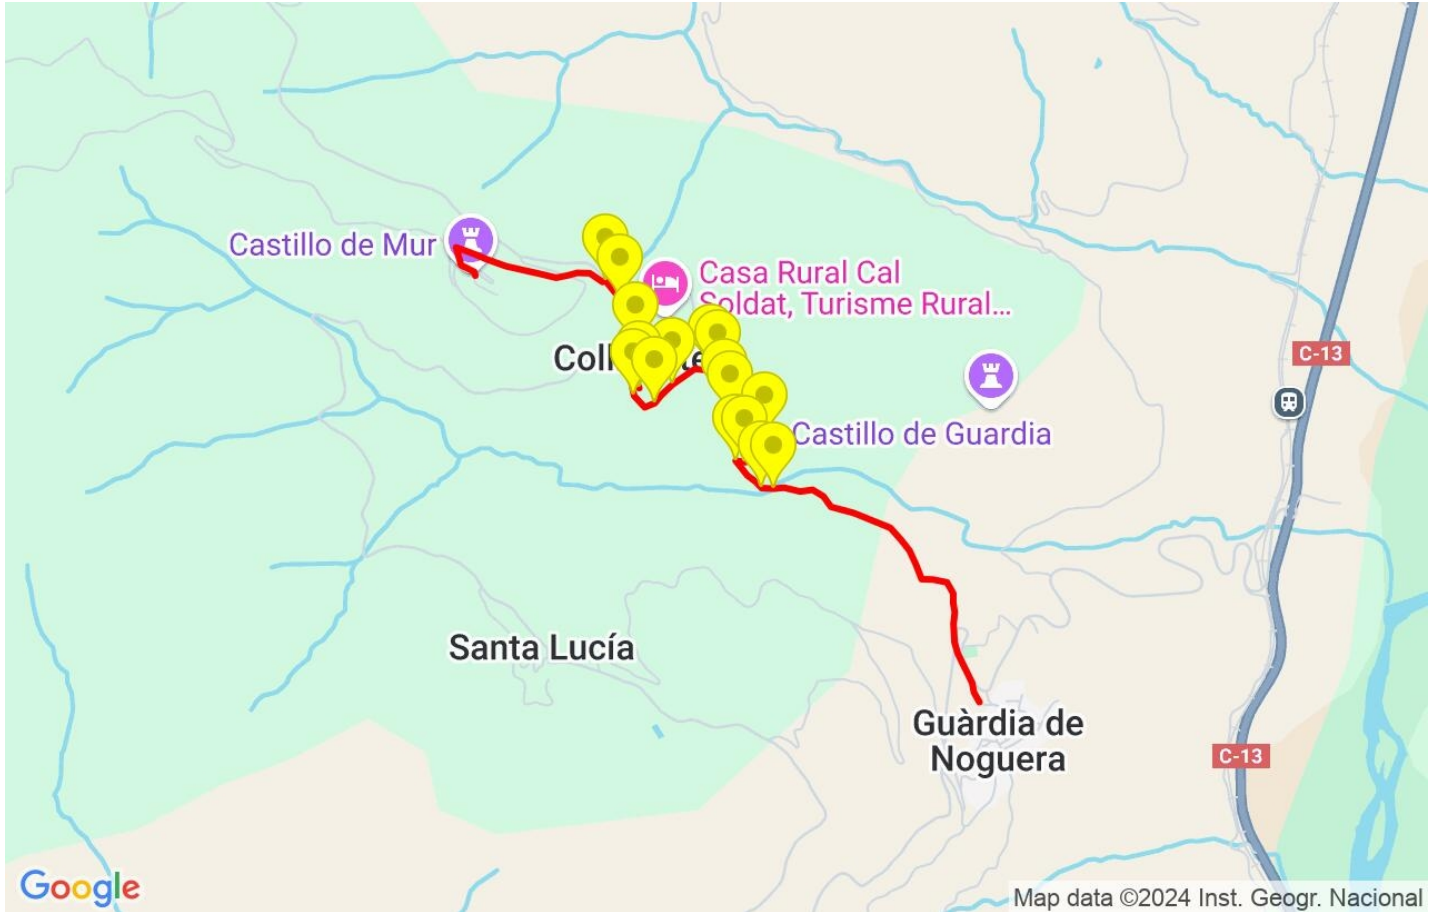 Castillo de Mur
Casa Rural Cal
Soldat, Turisme Rural...
C-13
Castillo de Guardia
Santa Lucía
Guàrdia de
Noguera
C-13
Google
Map data ©2024 Inst. Geogr. Nacional